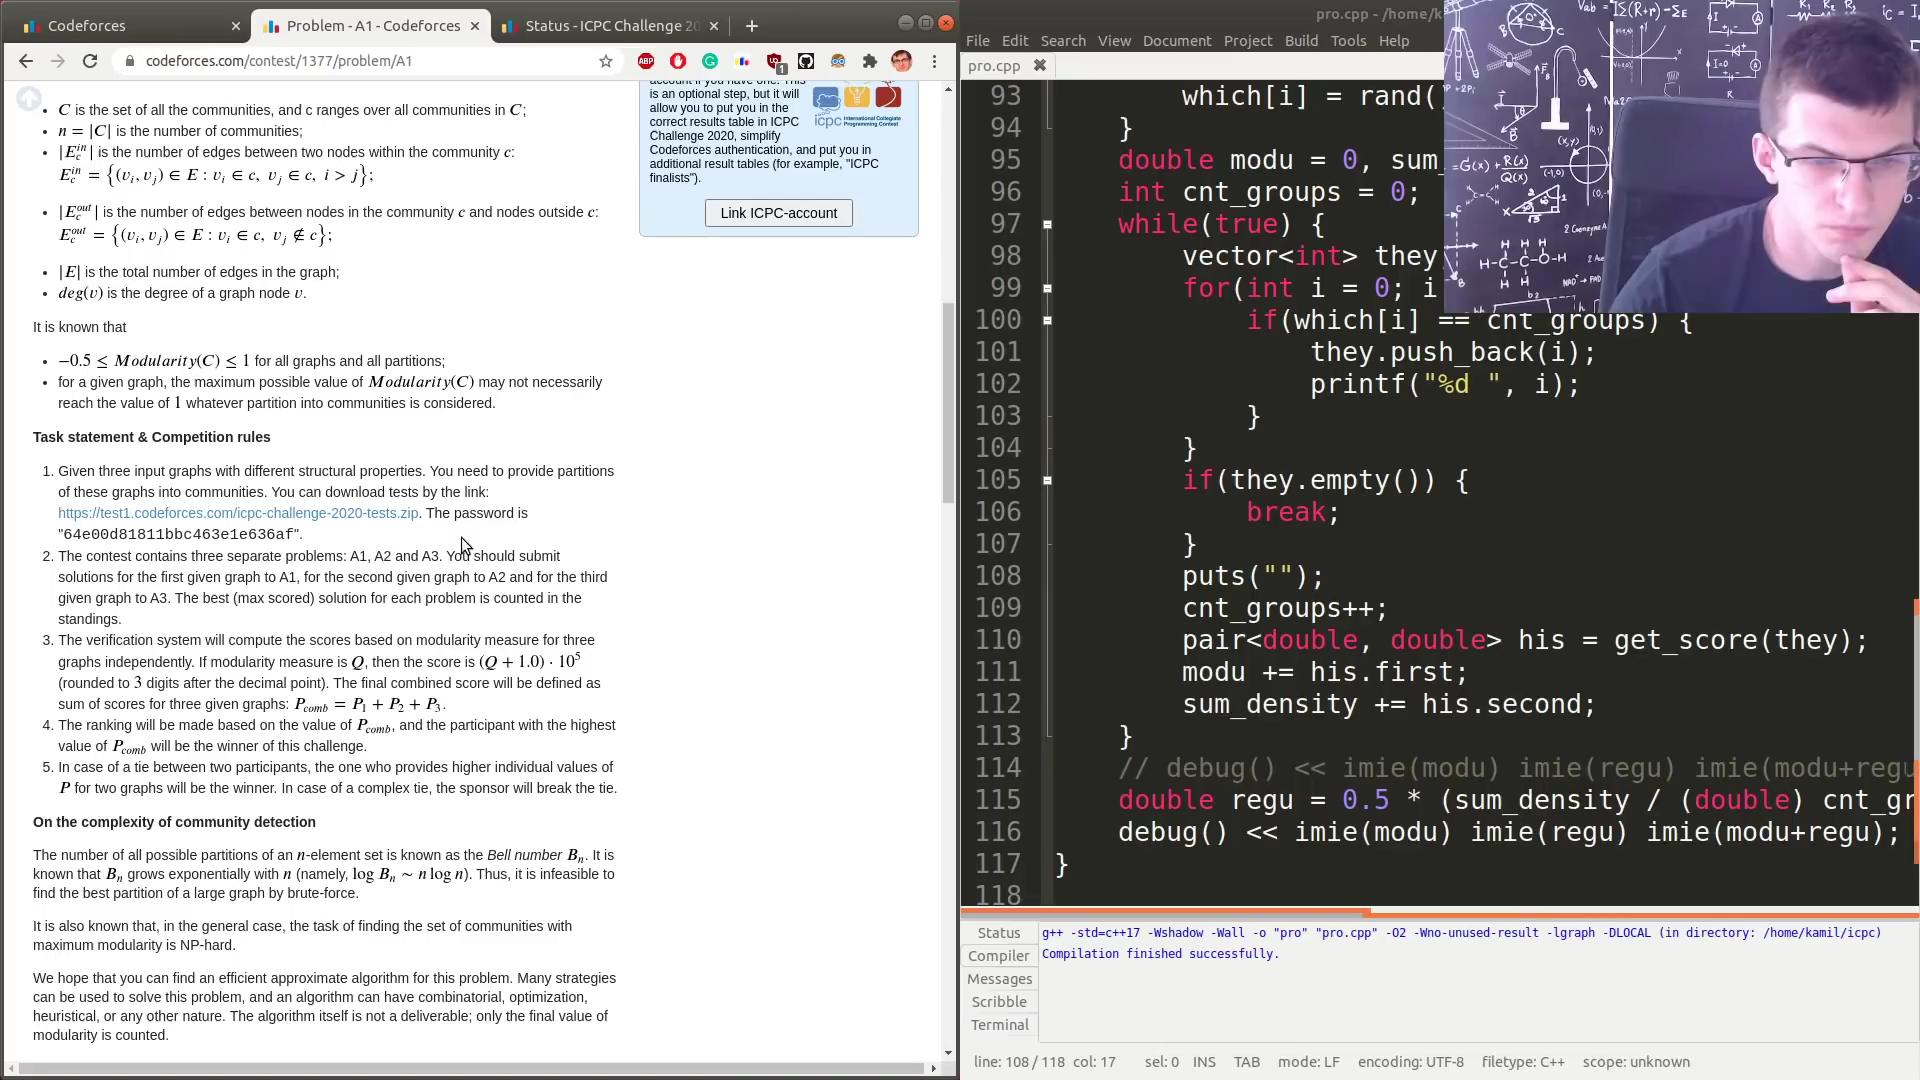 Codeforces
Problem - A1 - Codeforces
Status - ICPC Challenge 20
codeforces.com/contest/1377/problem/A1
C is the set of all the communities, and c ranges over all communities in C;
n = |C| is the number of communities;
|E_c^in| is the number of edges between two nodes within the community c:
E_c^in = {(v_i, v_j) ∈ E : v_i ∈ c, v_j ∈ c, i > j};
|E_c^out| is the number of edges between nodes in the community c and nodes outside c:
E_c^out = {(v_i, v_j) ∈ E : v_i ∈ c, v_j ∉ c};
|E| is the total number of edges in the graph;
deg(v) is the degree of a graph node v.
It is known that
−0.5 ≤ Modularity(C) ≤ 1 for all graphs and all partitions;
for a given graph, the maximum possible value of Modularity(C) may not necessarily
reach the value of 1 whatever partition into communities is considered.
Task statement & Competition rules
1. Given three input graphs with different structural properties. You need to provide partitions
of these graphs into communities. You can download tests by the link:
https://test1.codeforces.com/icpc-challenge-2020-tests.zip. The password is
"64e00d81811bbc463e1e636af".
2. The contest contains three separate problems: A1, A2 and A3. You should submit
solutions for the first given graph to A1, for the second given graph to A2 and for the third
given graph to A3. The best (max scored) solution for each problem is counted in the
standings.
3. The verification system will compute the scores based on modularity measure for three
graphs independently. If modularity measure is Q, then the score is (Q + 1.0) · 10^5
(rounded to 3 digits after the decimal point). The final combined score will be defined as
sum of scores for three given graphs: P_comb = P_1 + P_2 + P_3.
4. The ranking will be made based on the value of P_comb, and the participant with the highest
value of P_comb will be the winner of this challenge.
5. In case of a tie between two participants, the one who provides higher individual values of
P for two graphs will be the winner. In case of a complex tie, the sponsor will break the tie.
On the complexity of community detection
The number of all possible partitions of an n-element set is known as the Bell number B_n. It is
known that B_n grows exponentially with n (namely, log B_n ~ n log n). Thus, it is infeasible to
find the best partition of a large graph by brute-force.
It is also known that, in the general case, the task of finding the set of communities with
maximum modularity is NP-hard.
We hope that you can find an efficient approximate algorithm for this problem. Many strategies
can be used to solve this problem, and an algorithm can have combinatorial, optimization,
heuristical, or any other nature. The algorithm itself is not a deliverable; only the final value of
modularity is counted.
account if you have one. This
is an optional step, but it will
allow you to put you in the
correct results table in ICPC
Challenge 2020, simplify
Codeforces authentication, and put you in
additional result tables (for example, "ICPC
finalists").
icpc International Collegiate
Programming Contest
Link ICPC-account
pro.cpp - /home/k
File Edit Search View Document Project Build Tools Help
pro.cpp
93 which[i] = rand(
94 }
95 double modu = 0, sum_
96 int cnt_groups = 0;
97 while(true) {
98 vector<int> they
99 for(int i = 0; i
100 if(which[i] == cnt_groups) {
101 they.push_back(i);
102 printf("%d ", i);
103 }
104 }
105 if(they.empty()) {
106 break;
107 }
108 puts("");
109 cnt_groups++;
110 pair<double, double> his = get_score(they);
111 modu += his.first;
112 sum_density += his.second;
113 }
114 // debug() << imie(modu) imie(regu) imie(modu+regu
115 double regu = 0.5 * (sum_density / (double) cnt_gr
116 debug() << imie(modu) imie(regu) imie(modu+regu);
117 }
118
Status
Compiler
Messages
Scribble
Terminal
g++ -std=c++17 -Wshadow -Wall -o "pro" "pro.cpp" -O2 -Wno-unused-result -lgraph -DLOCAL (in directory: /home/kamil/icpc)
Compilation finished successfully.
line: 108 / 118 col: 17 sel: 0 INS TAB mode: LF encoding: UTF-8 filetype: C++ scope: unknown